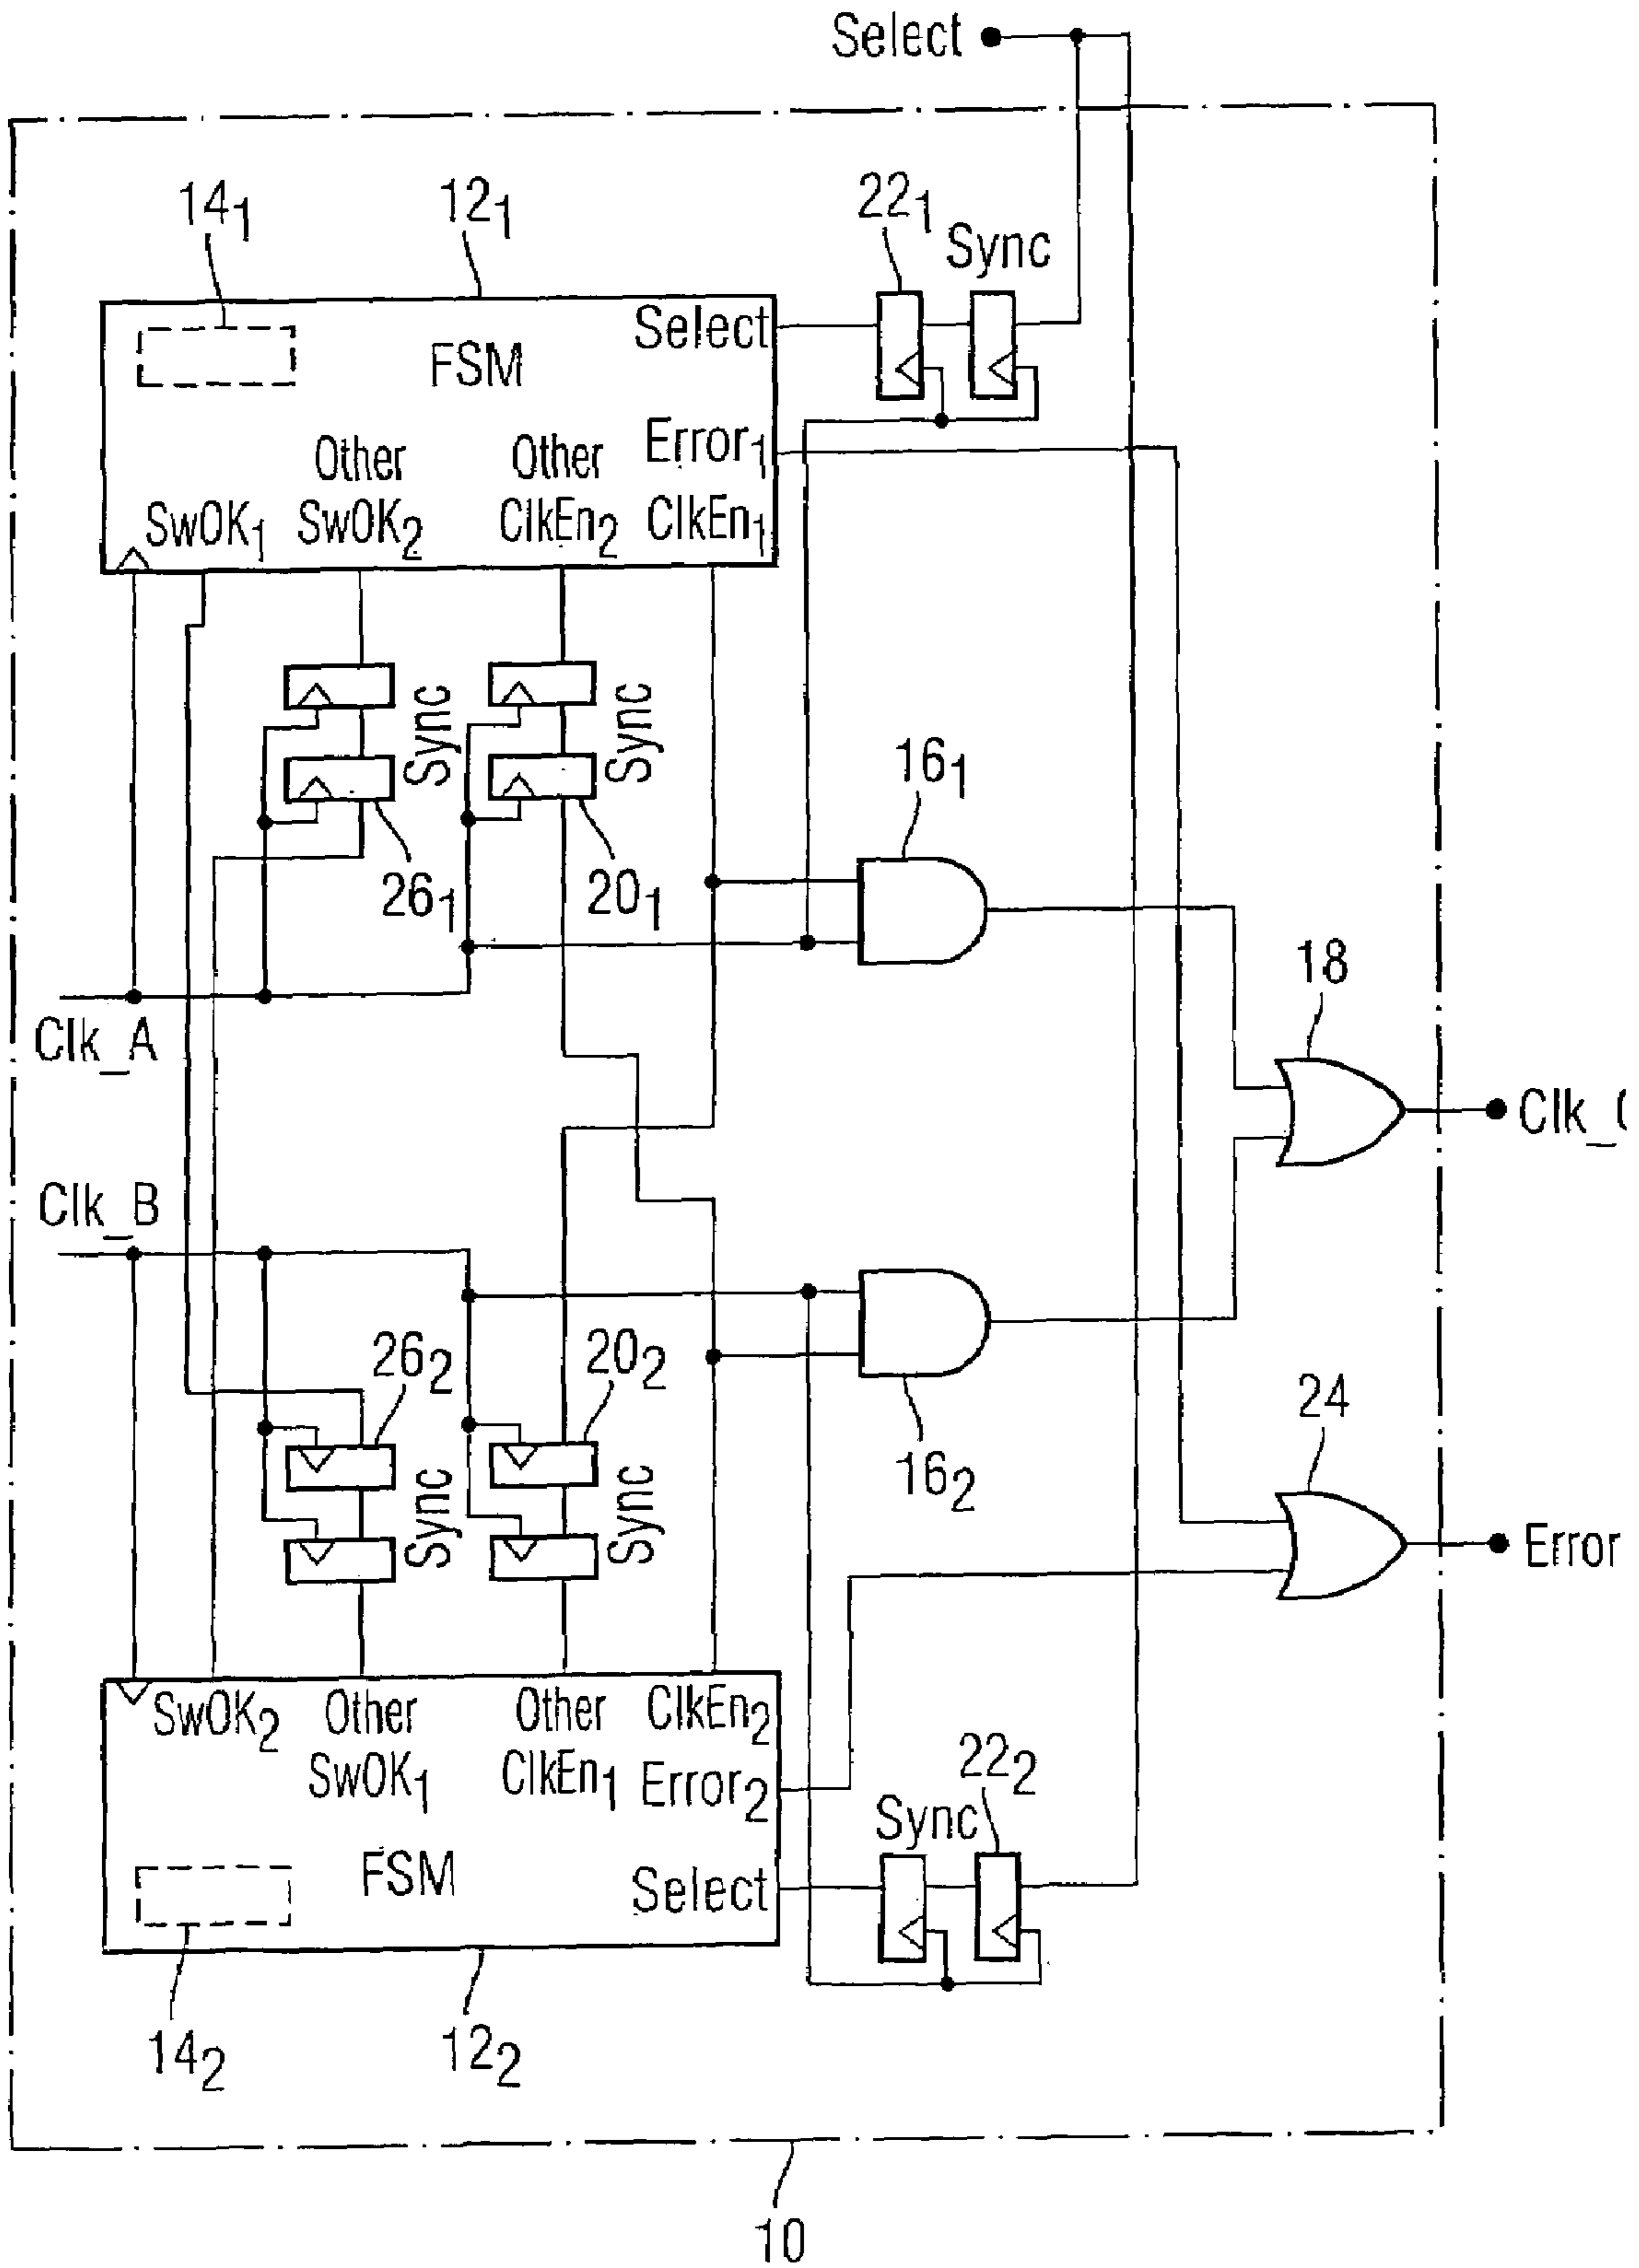 Select
14₁
12₁
22₁
Sync
Select
FSM
Error₁
Other
Other
SwOK₁
SwOK₂
ClkEn₂
ClkEn₁
Sync
Sync
16₁
26₁
20₁
18
Clk_A
Clk_
Clk_B
26₂
20₂
24
Sync
Sync
16₂
Error
SwOK₂
Other
Other
ClkEn₂
SwOK₁
ClkEn₁
Error₂
22₂
Sync
FSM
Select
14₂
12₂
10